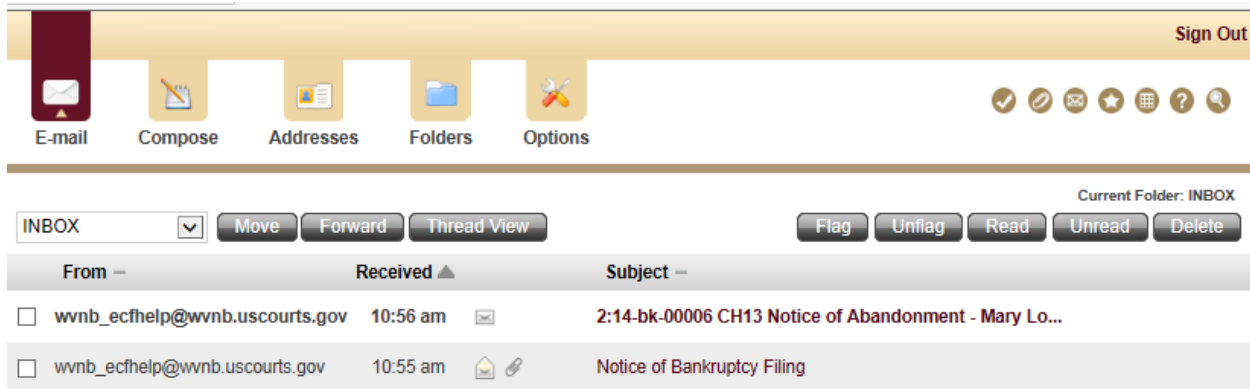 Sign Out
E-mail Compose Addresses Folders Options
Current Folder: INBOX
INBOX Move Forward Thread View Flag Unflag Read Unread Delete
From Received Subject
wvnb_ecfhelp@wvnb.uscourts.gov 10:56 am 2:14-bk-00006 CH13 Notice of Abandonment - Mary Lo...
wvnb_ecfhelp@wvnb.uscourts.gov 10:55 am Notice of Bankruptcy Filing